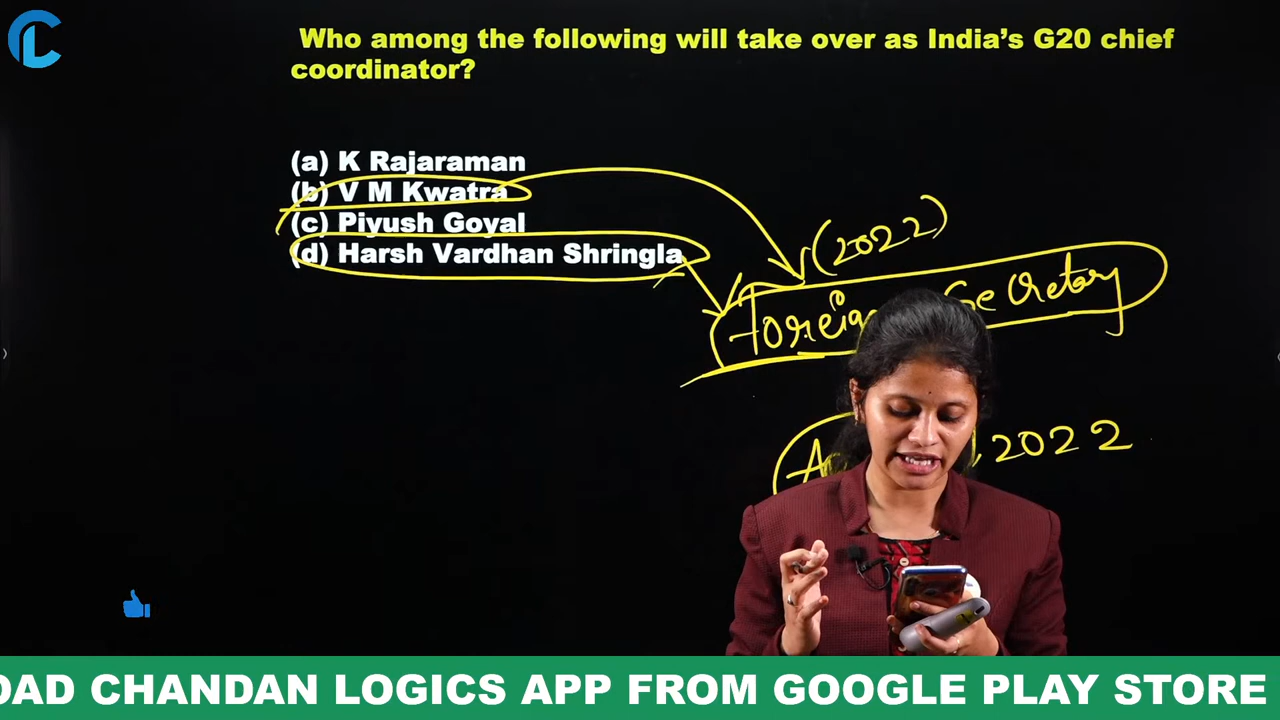 Who among the following will take over as India's G20 chief
coordinator?
(a) K Rajaraman
(b) V M Kwatra
(c) Piyush Goyal
(d) Harsh Vardhan Shringla
(2022)
Secretary
,2022
OAD CHANDAN LOGICS APP FROM GOOGLE PLAY STORE